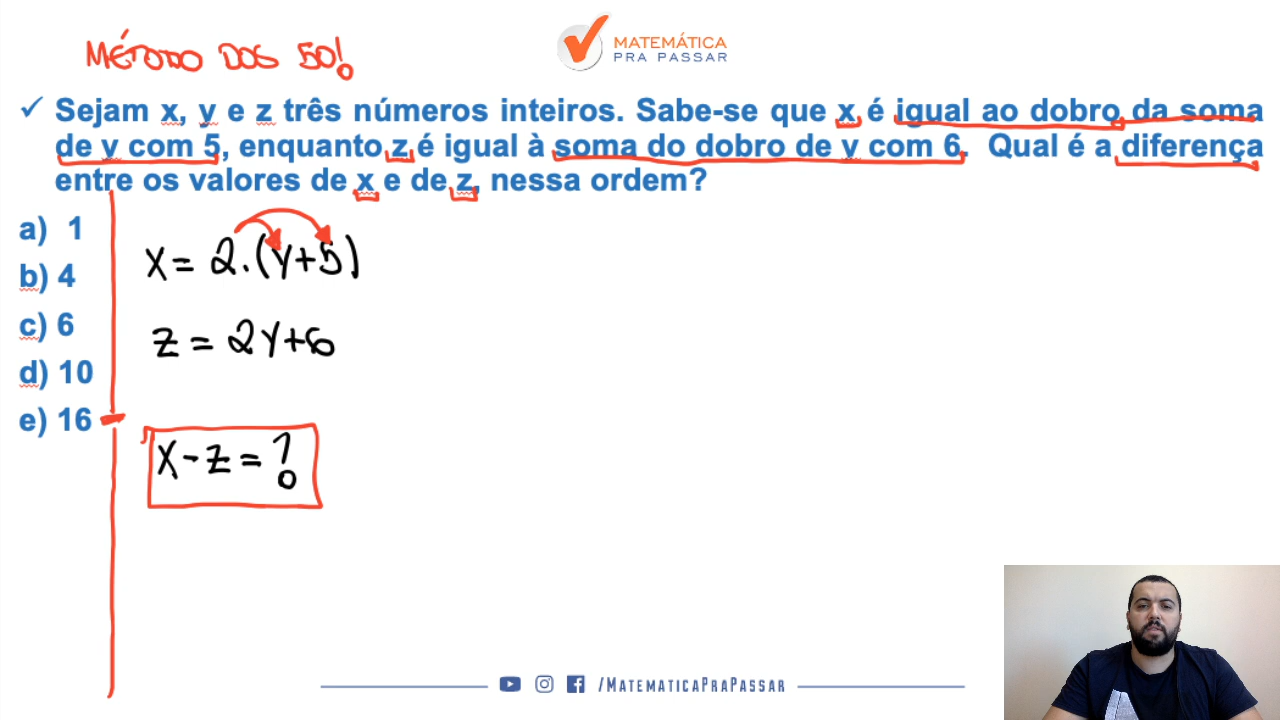 MÉTODO DOS 50!
MATEMÁTICA
PRA PASSAR
✓ Sejam x, y e z três números inteiros. Sabe-se que x é igual ao dobro da soma
de y com 5, enquanto z é igual à soma do dobro de y com 6. Qual é a diferença
entre os valores de x e de z, nessa ordem?
a) 1
b) 4
c) 6
d) 10
e) 16
X = 2.(Y+5)
Z = 2Y+6
X - Z = ?
/MATEMATICAPRAPASSAR